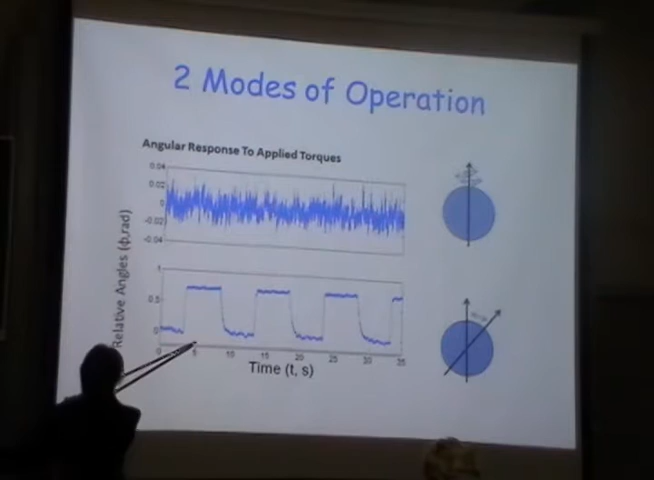 2 Modes of Operation
Angular Response To Applied Torques
0.04
0.02
0
-0.02
-0.04
Relative Angles (ϕ,rad)
1
0.5
0
0 5 10 15 20 25 30 35
Time (t, s)